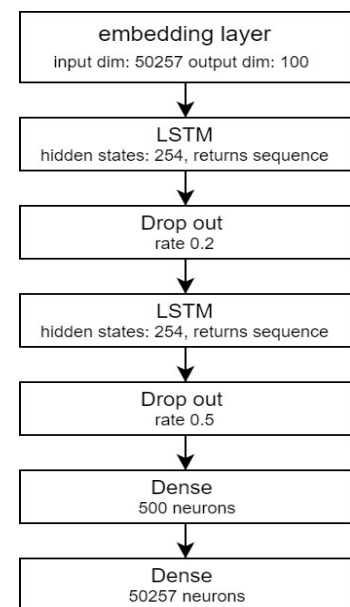 embedding layer
input dim: 50257 output dim: 100
LSTM
hidden states: 254, returns sequence
Drop out
rate 0.2
LSTM
hidden states: 254, returns sequence
Drop out
rate 0.5
Dense
500 neurons
Dense
50257 neurons